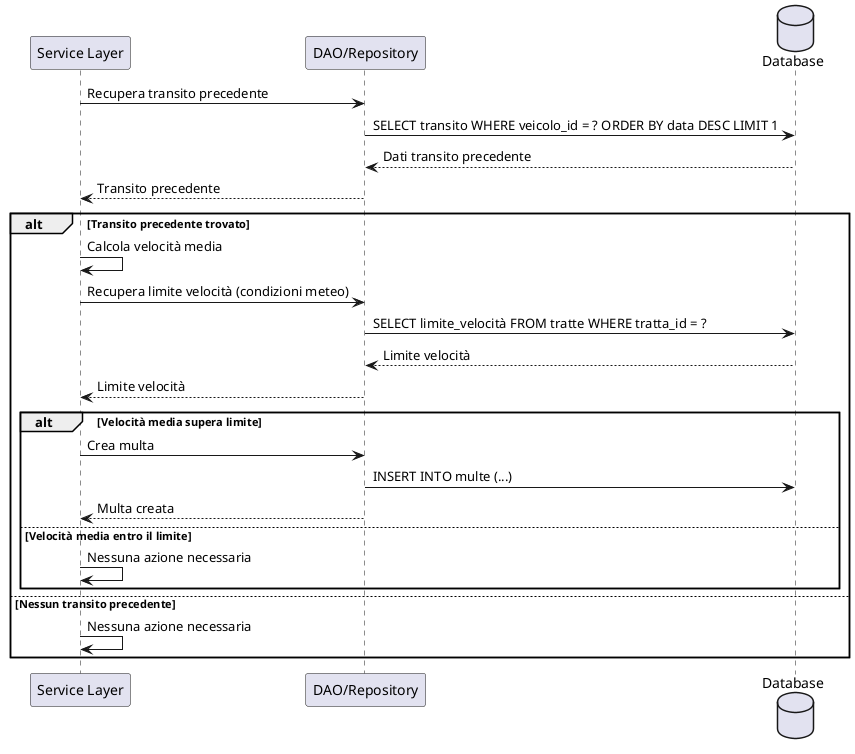 Service Layer
DAO/Repository
Database
Recupera transito precedente
SELECT transito WHERE veicolo_id = ? ORDER BY data DESC LIMIT 1
Dati transito precedente
Transito precedente
alt [Transito precedente trovato]
Calcola velocità media
Recupera limite velocità (condizioni meteo)
SELECT limite_velocità FROM tratte WHERE tratta_id = ?
Limite velocità
Limite velocità
alt [Velocità media supera limite]
Crea multa
INSERT INTO multe (...)
Multa creata
[Velocità media entro il limite]
Nessuna azione necessaria
[Nessun transito precedente]
Nessuna azione necessaria
Service Layer
DAO/Repository
Database